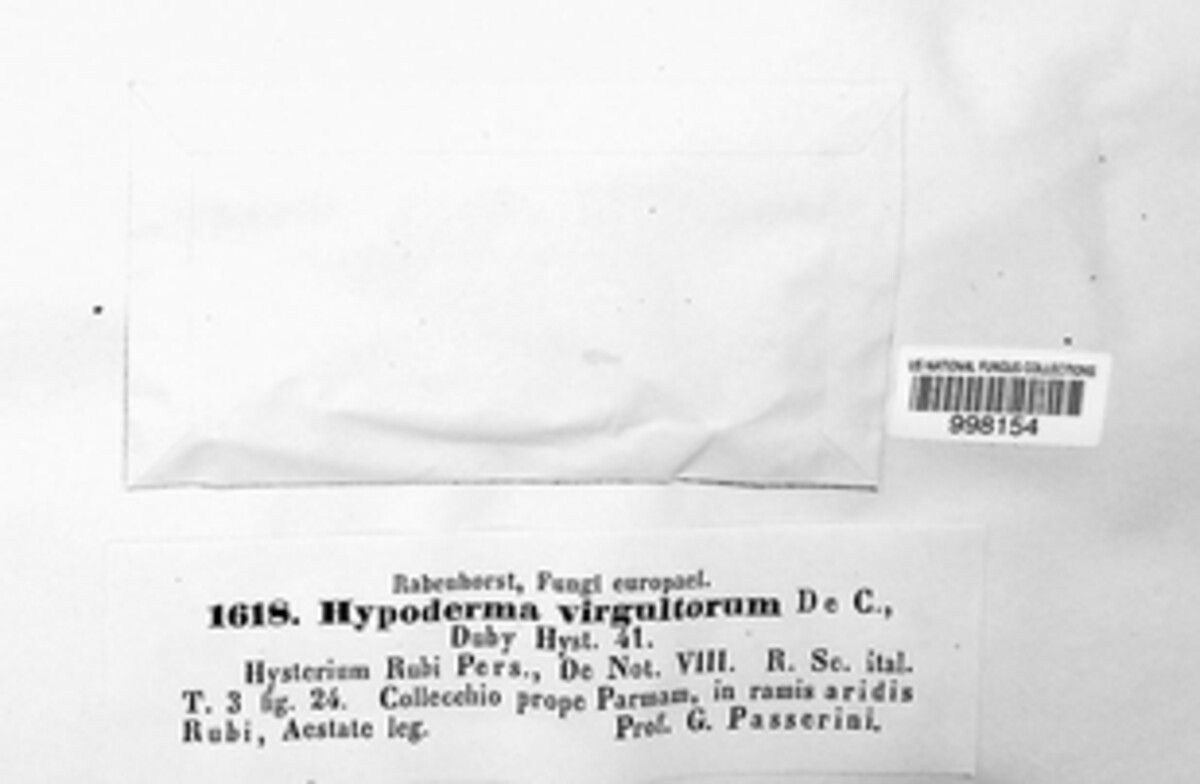 US NATIONAL FUNGUS COLLECTIONS
998154
Rabenhorst, Fungi europaei.
1618. Hypoderma virgultorum De C.,
Duby Hyst. 41.
Hysterium Rubi Pers., De Not. VIII. R. Sc. ital.
T. 3 fig. 24. Collecchio prope Parmam, in ramis aridis
Rubi, Aestate leg. Prof. G. Passerini.